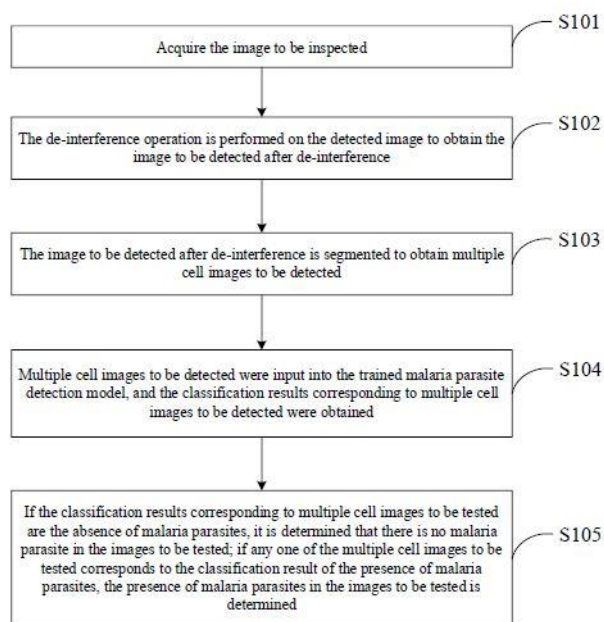 S101
Acquire the image to be inspected
S102
The de-interference operation is performed on the detected image to obtain the
image to be detected after de-interference
S103
The image to be detected after de-interference is segmented to obtain multiple
cell images to be detected
S104
Multiple cell images to be detected were input into the trained malaria parasite
detection model, and the classification results corresponding to multiple cell
images to be detected were obtained
S105
If the classification results corresponding to multiple cell images to be tested
are the absence of malaria parasites, it is determined that there is no malaria
parasite in the images to be tested; if any one of the multiple cell images to be
tested corresponds to the classification result of the presence of malaria
parasites, the presence of malaria parasites in the images to be tested is
determined